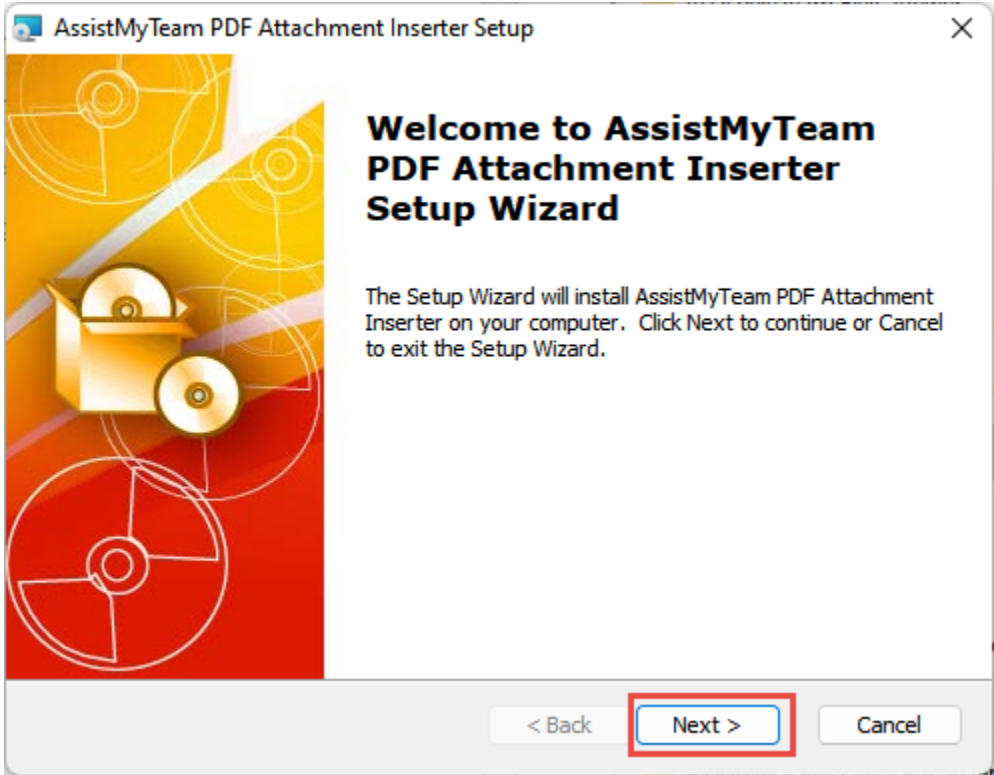 AssistMyTeam PDF Attachment Inserter Setup
Welcome to AssistMyTeam
PDF Attachment Inserter
Setup Wizard
The Setup Wizard will install AssistMyTeam PDF Attachment
Inserter on your computer. Click Next to continue or Cancel
to exit the Setup Wizard.
< Back
Next >
Cancel